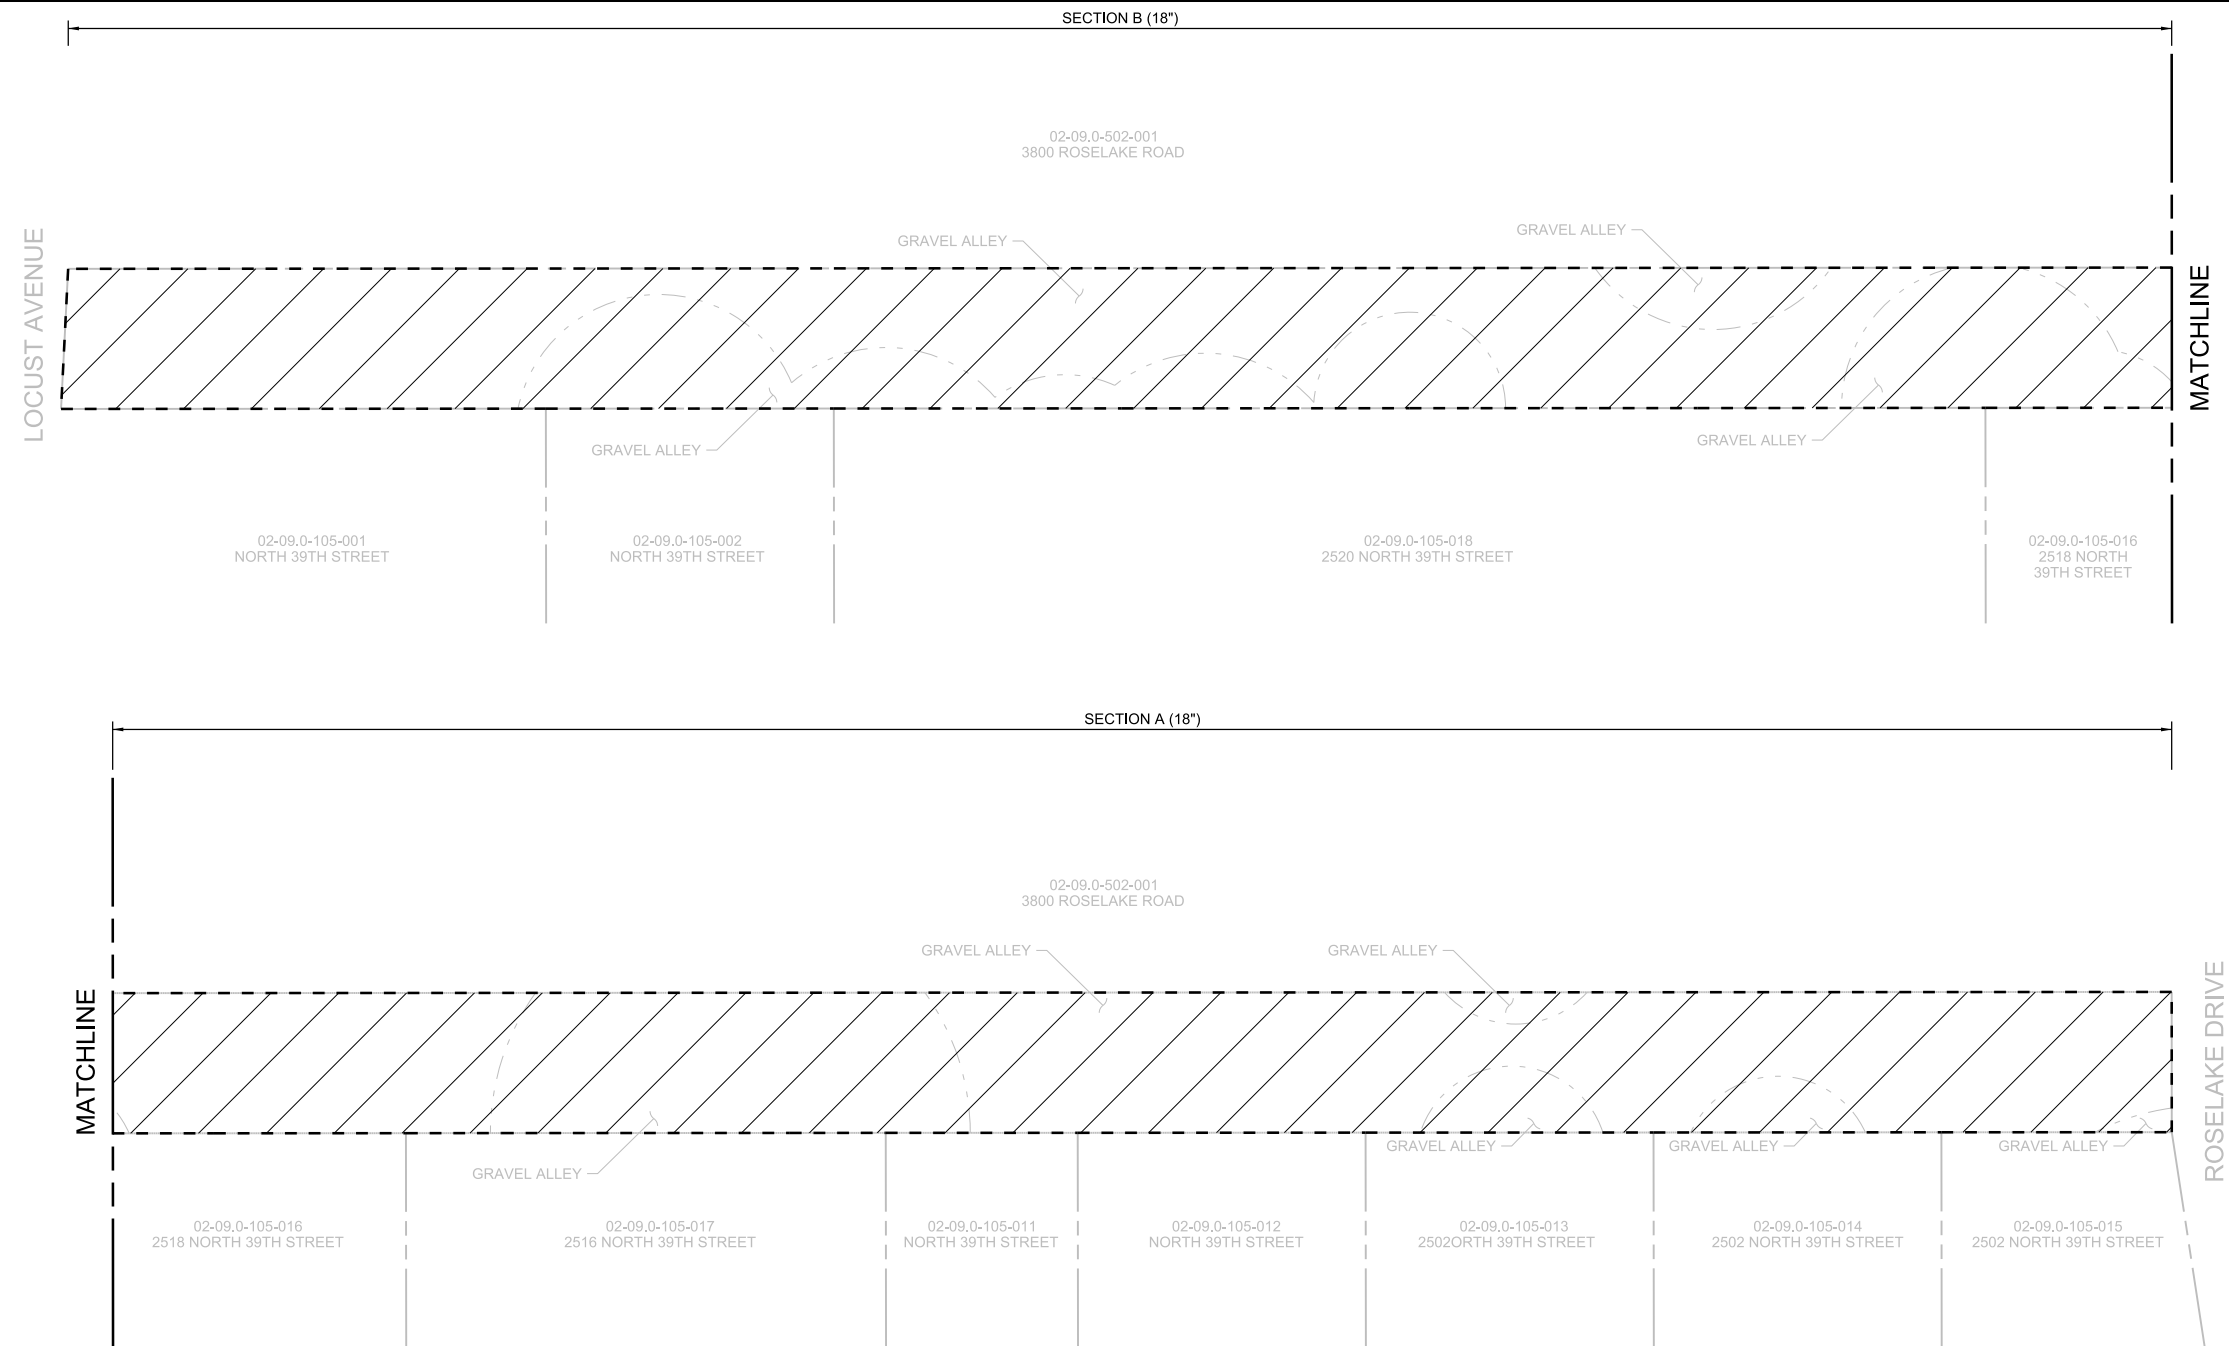 SECTION B (18")
02-09.0-502-001
3800 ROSELAKE ROAD
LOCUST AVENUE
GRAVEL ALLEY
GRAVEL ALLEY
MATCHLINE
GRAVEL ALLEY
GRAVEL ALLEY
02-09.0-105-001
NORTH 39TH STREET
02-09.0-105-002
NORTH 39TH STREET
02-09.0-105-018
2520 NORTH 39TH STREET
02-09.0-105-016
2518 NORTH
39TH STREET
SECTION A (18")
02-09.0-502-001
3800 ROSELAKE ROAD
GRAVEL ALLEY
GRAVEL ALLEY
MATCHLINE
ROSELAKE DRIVE
GRAVEL ALLEY
GRAVEL ALLEY
GRAVEL ALLEY
GRAVEL ALLEY
02-09.0-105-016
2518 NORTH 39TH STREET
02-09.0-105-017
2516 NORTH 39TH STREET
02-09.0-105-011
NORTH 39TH STREET
02-09.0-105-012
NORTH 39TH STREET
02-09.0-105-013
2502ORTH 39TH STREET
02-09.0-105-014
2502 NORTH 39TH STREET
02-09.0-105-015
2502 NORTH 39TH STREET